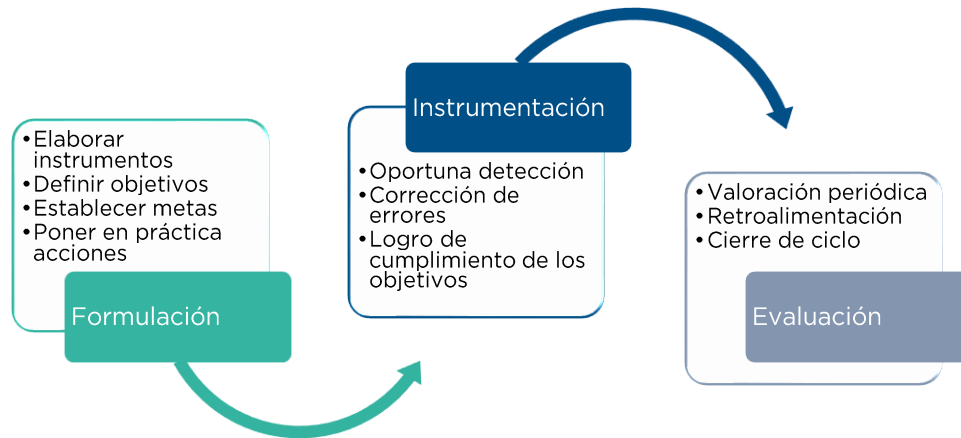 •Elaborar
instrumentos
•Definir objetivos
•Establecer metas
•Poner en práctica
acciones
Formulación
Instrumentación
•Oportuna detección
•Corrección de
errores
•Logro de
cumplimiento de los
objetivos
•Valoración periódica
•Retroalimentación
•Cierre de ciclo
Evaluación